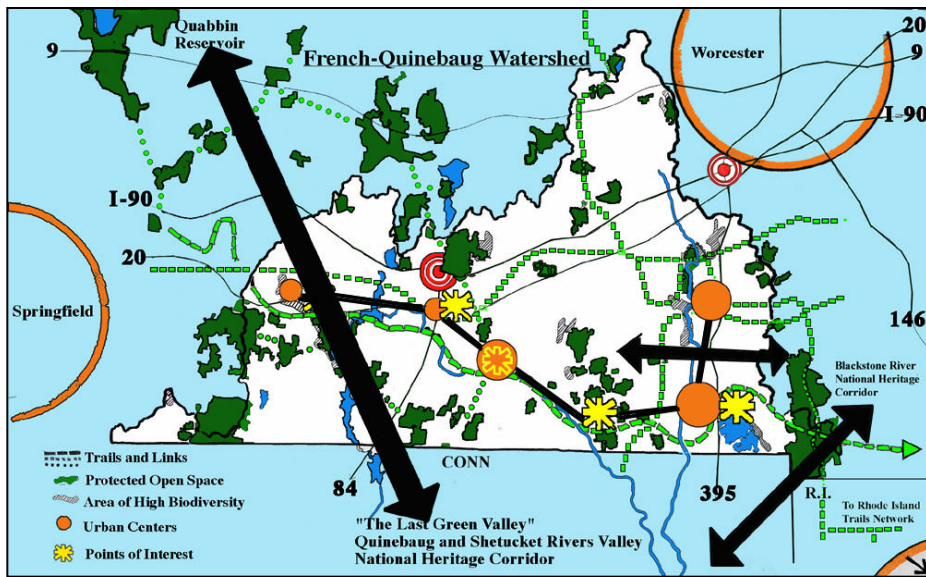 Quabbin
Reservoir
9
French-Quinebaug Watershed
Worcester
20
9
I-90
I-90
20
Springfield
146
Blackstone River
National Heritage
Corridor
CONN
84
395
R.I.
To Rhode Island
Trails Network
Trails and Links
Protected Open Space
Area of High Biodiversity
Urban Centers
Points of Interest
"The Last Green Valley"
Quinebaug and Shetucket Rivers Valley
National Heritage Corridor